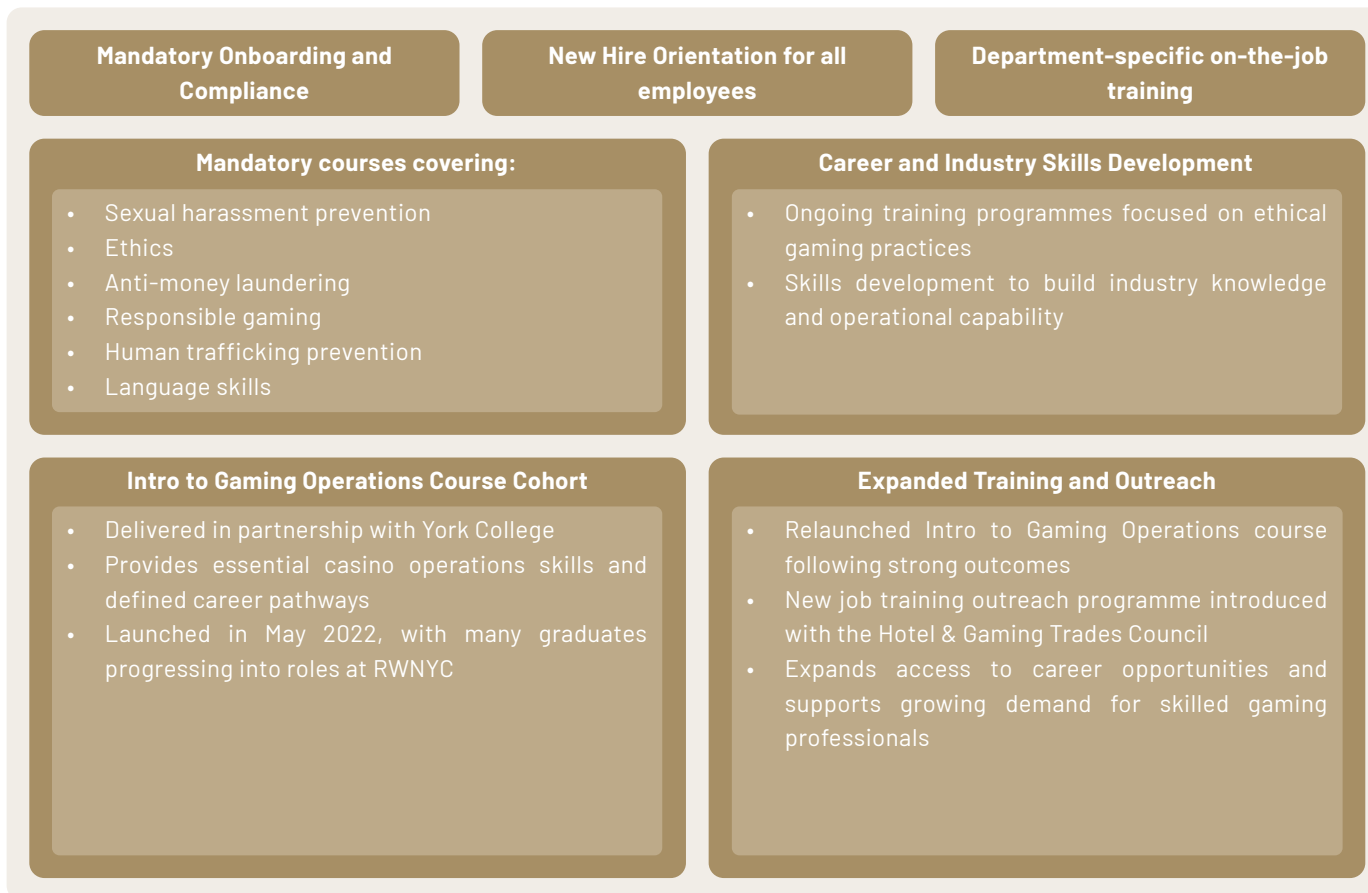 Mandatory Onboarding and
Compliance
New Hire Orientation for all
employees
Department-specific on-the-job
training
Mandatory courses covering:
• Sexual harassment prevention
• Ethics
• Anti-money laundering
• Responsible gaming
• Human trafficking prevention
• Language skills
Career and Industry Skills Development
• Ongoing training programmes focused on ethical
gaming practices
• Skills development to build industry knowledge
and operational capability
Intro to Gaming Operations Course Cohort
• Delivered in partnership with York College
• Provides essential casino operations skills and
defined career pathways
• Launched in May 2022, with many graduates
progressing into roles at RWNYC
Expanded Training and Outreach
• Relaunched Intro to Gaming Operations course
following strong outcomes
• New job training outreach programme introduced
with the Hotel & Gaming Trades Council
• Expands access to career opportunities and
supports growing demand for skilled gaming
professionals